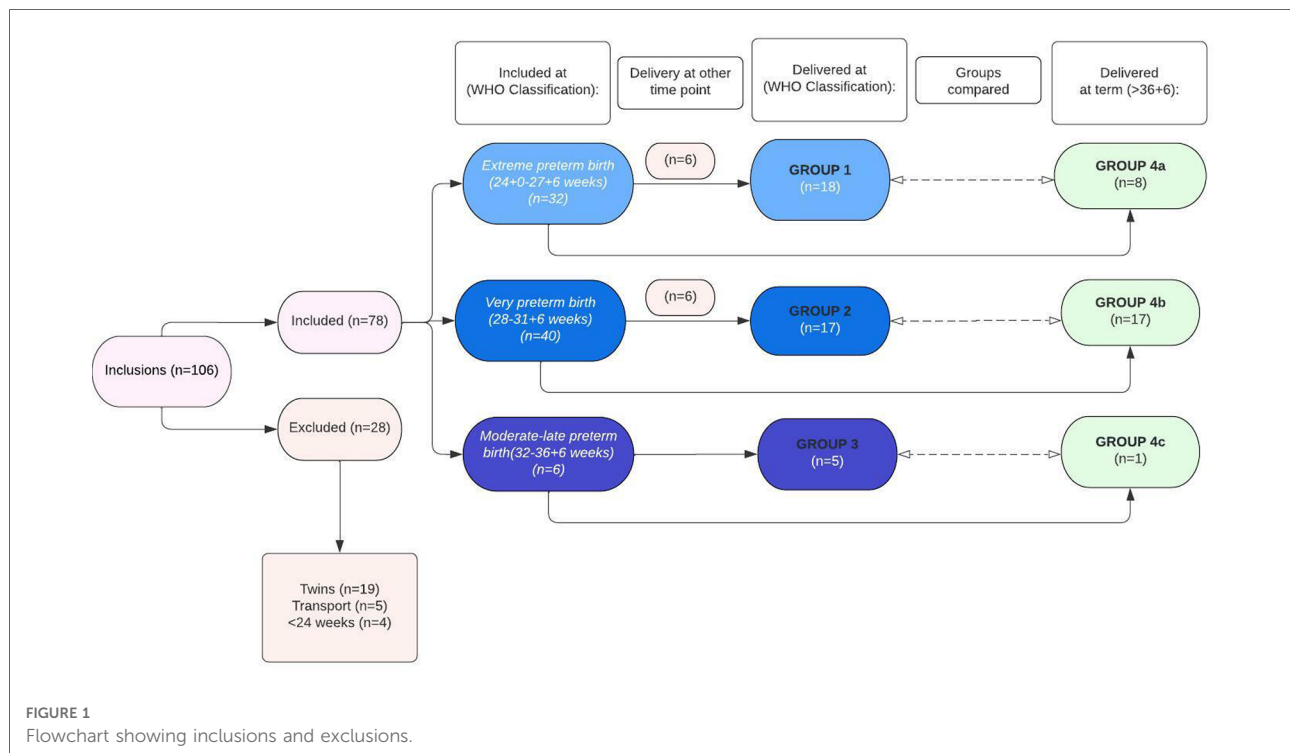 Included at
(WHO Classification):
Delivery at other
time point
Delivered at
(WHO Classification):
Groups
compared
Delivered
at term (>36+6):
Extreme preterm birth
(24+0-27+6 weeks)
(n=32)
(n=6)
GROUP 1
(n=18)
GROUP 4a
(n=8)
Inclusions (n=106)
Included (n=78)
Very preterm birth
(28-31+6 weeks)
(n=40)
(n=6)
GROUP 2
(n=17)
GROUP 4b
(n=17)
Excluded (n=28)
Moderate-late preterm
birth(32-36+6 weeks)
(n=6)
GROUP 3
(n=5)
GROUP 4c
(n=1)
Twins (n=19)
Transport (n=5)
<24 weeks (n=4)
FIGURE 1
Flowchart showing inclusions and exclusions.